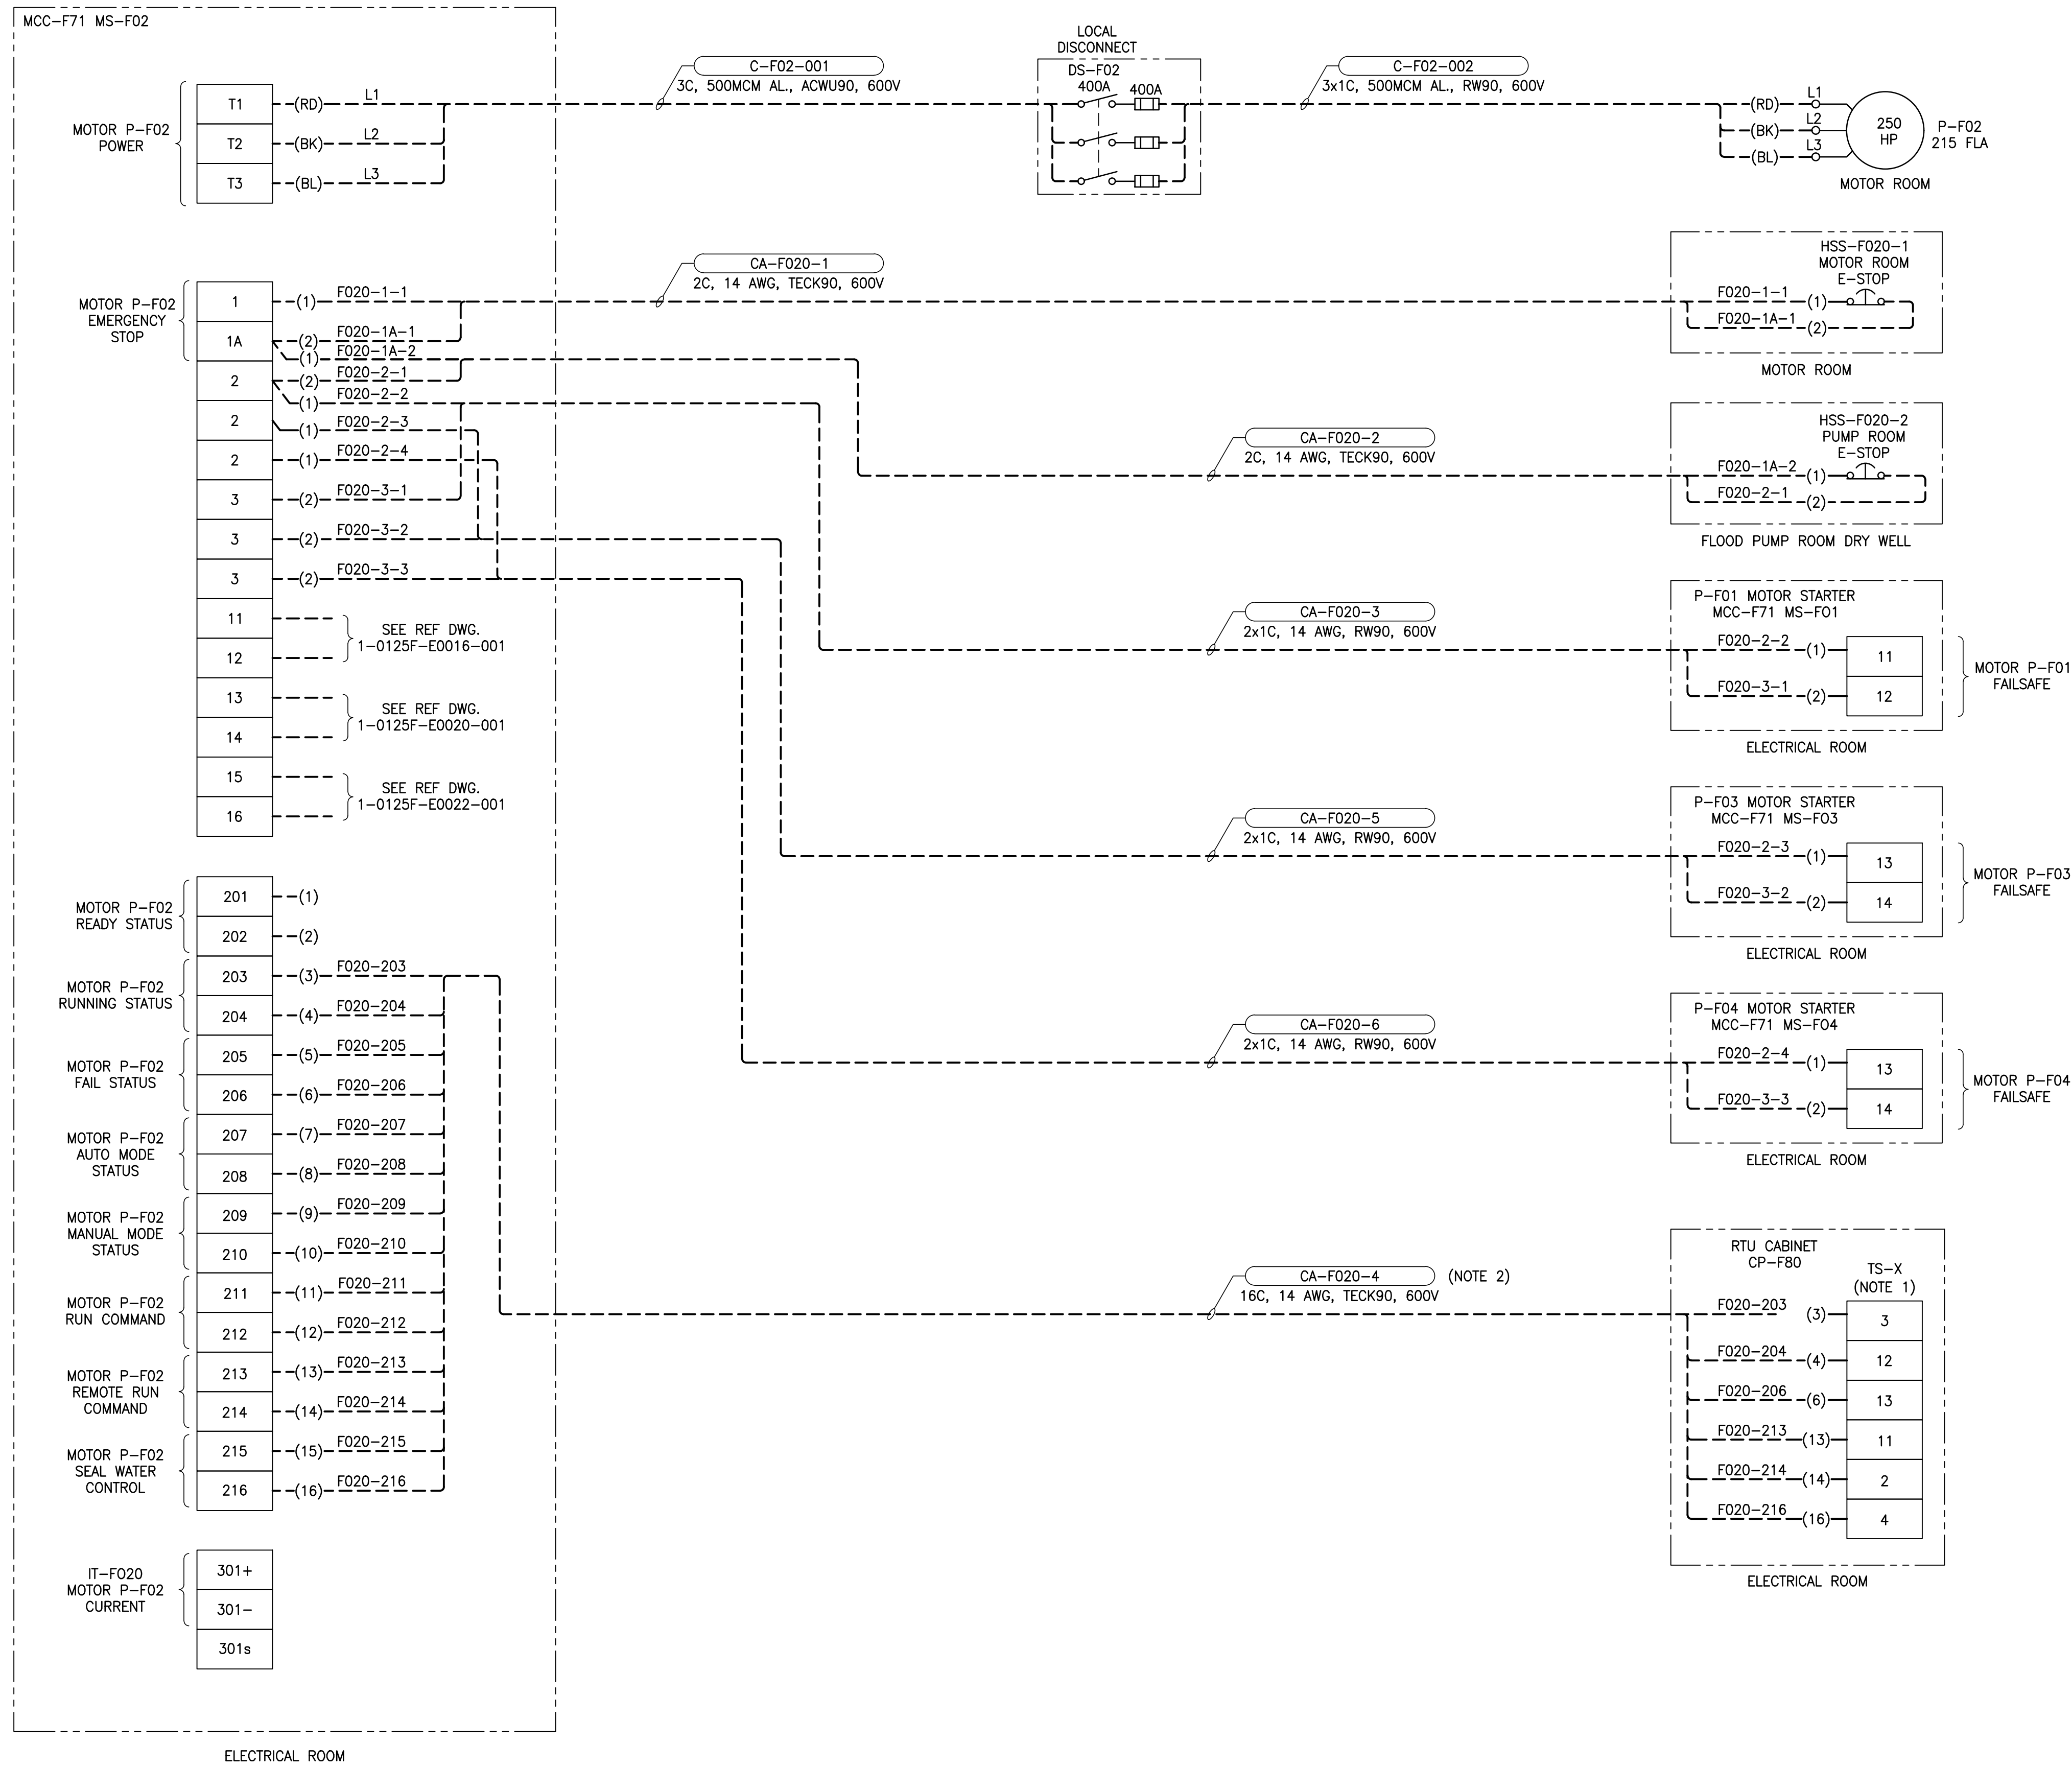 MCC-F71 MS-F02
MOTOR P-F02
POWER
T1
(RD)
L1
T2
(BK)
L2
T3
(BL)
L3
C-F02-001
3C, 500MCM AL., ACWU90, 600V
LOCAL
DISCONNECT
DS-F02
400A
400A
C-F02-002
3x1C, 500MCM AL., RW90, 600V
(RD)
L1
(BK)
L2
(BL)
L3
250
HP
P-F02
215 FLA
MOTOR ROOM
MOTOR P-F02
EMERGENCY
STOP
1
(1)
F020-1-1
1A
(2)
F020-1A-1
(1)
F020-1A-2
2
(2)
F020-2-1
(1)
F020-2-2
2
(1)
F020-2-3
2
(1)
F020-2-4
3
(2)
F020-3-1
3
(2)
F020-3-2
3
(2)
F020-3-3
11
12
SEE REF DWG.
1-0125F-E0016-001
13
14
SEE REF DWG.
1-0125F-E0020-001
15
16
SEE REF DWG.
1-0125F-E0022-001
CA-F020-1
2C, 14 AWG, TECK90, 600V
HSS-F020-1
MOTOR ROOM
E-STOP
F020-1-1
(1)
F020-1A-1
(2)
MOTOR ROOM
CA-F020-2
2C, 14 AWG, TECK90, 600V
HSS-F020-2
PUMP ROOM
E-STOP
F020-1A-2
(1)
F020-2-1
(2)
FLOOD PUMP ROOM DRY WELL
CA-F020-3
2x1C, 14 AWG, RW90, 600V
P-F01 MOTOR STARTER
MCC-F71 MS-F01
F020-2-2
(1)
11
F020-3-1
(2)
12
MOTOR P-F01
FAILSAFE
ELECTRICAL ROOM
CA-F020-5
2x1C, 14 AWG, RW90, 600V
P-F03 MOTOR STARTER
MCC-F71 MS-F03
F020-2-3
(1)
13
F020-3-2
(2)
14
MOTOR P-F03
FAILSAFE
ELECTRICAL ROOM
CA-F020-6
2x1C, 14 AWG, RW90, 600V
P-F04 MOTOR STARTER
MCC-F71 MS-F04
F020-2-4
(1)
13
F020-3-3
(2)
14
MOTOR P-F04
FAILSAFE
ELECTRICAL ROOM
MOTOR P-F02
READY STATUS
201
(1)
202
(2)
MOTOR P-F02
RUNNING STATUS
203
(3)
F020-203
204
(4)
F020-204
MOTOR P-F02
FAIL STATUS
205
(5)
F020-205
206
(6)
F020-206
MOTOR P-F02
AUTO MODE
STATUS
207
(7)
F020-207
208
(8)
F020-208
MOTOR P-F02
MANUAL MODE
STATUS
209
(9)
F020-209
210
(10)
F020-210
MOTOR P-F02
RUN COMMAND
211
(11)
F020-211
212
(12)
F020-212
MOTOR P-F02
REMOTE RUN
COMMAND
213
(13)
F020-213
214
(14)
F020-214
MOTOR P-F02
SEAL WATER
CONTROL
215
(15)
F020-215
216
(16)
F020-216
IT-F020
MOTOR P-F02
CURRENT
301+
301-
301s
CA-F020-4
(NOTE 2)
16C, 14 AWG, TECK90, 600V
RTU CABINET
CP-F80
TS-X
(NOTE 1)
F020-203
(3)
3
F020-204
(4)
12
F020-206
(6)
13
F020-213
(13)
11
F020-214
(14)
2
F020-216
(16)
4
ELECTRICAL ROOM
ELECTRICAL ROOM